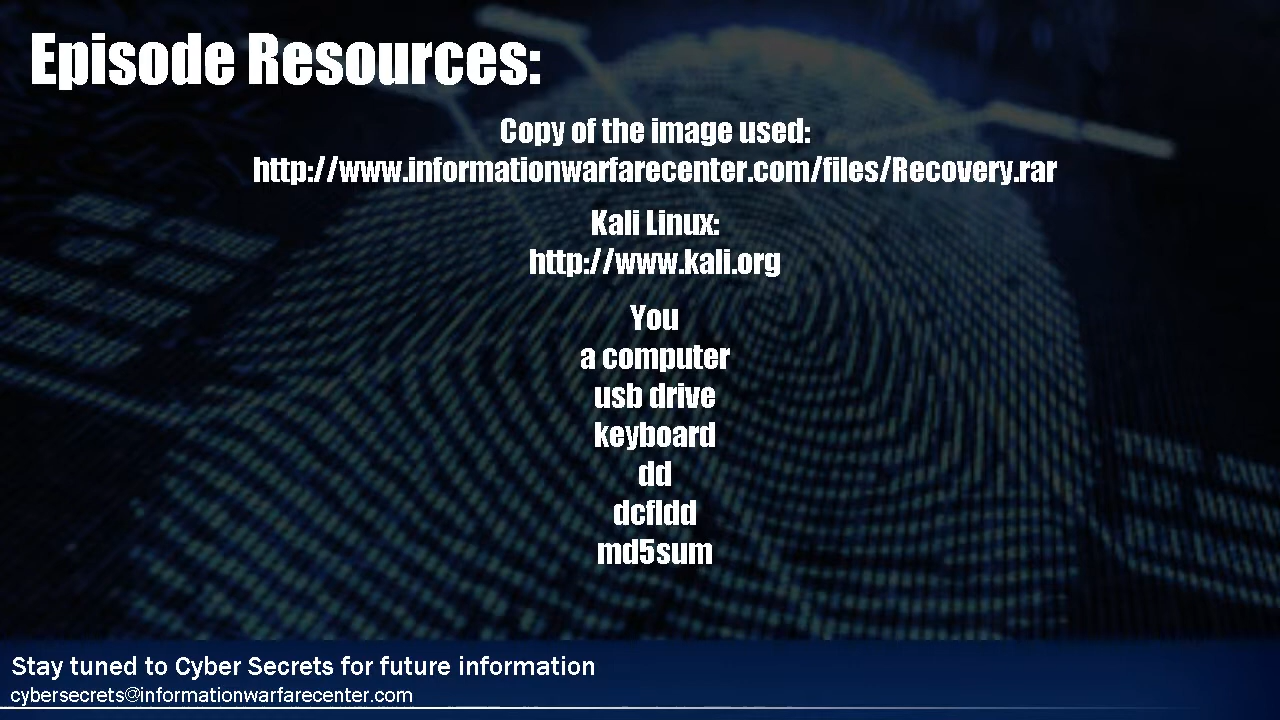 Episode Resources:
Copy of the image used:
http://www.informationwarfarecenter.com/files/Recovery.rar
Kali Linux:
http://www.kali.org
You
a computer
usb drive
keyboard
dd
dcfldd
md5sum
Stay tuned to Cyber Secrets for future information
cybersecrets@informationwarfarecenter.com